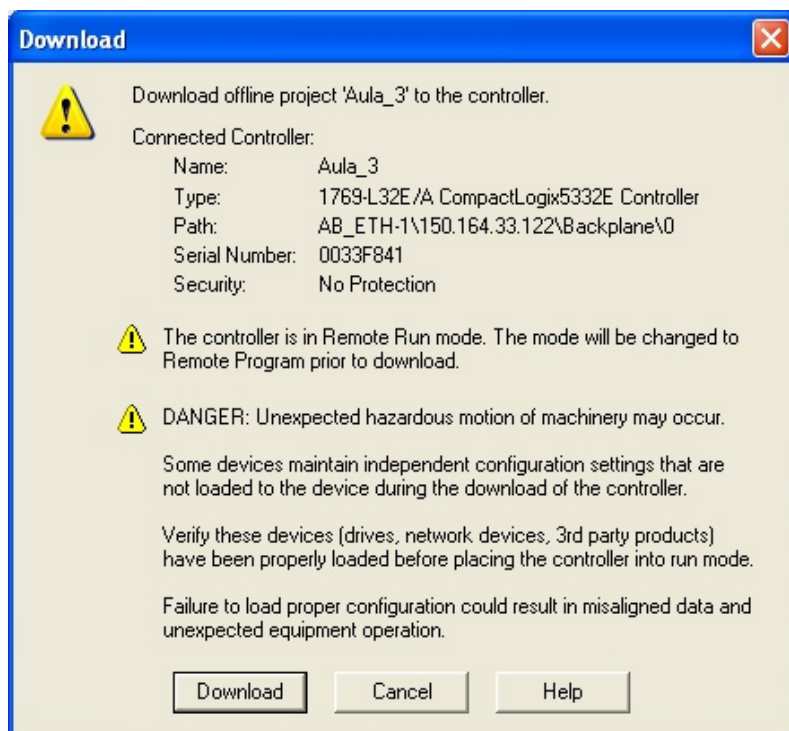 Download
Download offline project 'Aula_3' to the controller.
Connected Controller:
Name: Aula_3
Type: 1769-L32E/A CompactLogix5332E Controller
Path: AB_ETH-1\150.164.33.122\Backplane\0
Serial Number: 0033F841
Security: No Protection
The controller is in Remote Run mode. The mode will be changed to
Remote Program prior to download.
DANGER: Unexpected hazardous motion of machinery may occur.
Some devices maintain independent configuration settings that are
not loaded to the device during the download of the controller.
Verify these devices (drives, network devices, 3rd party products)
have been properly loaded before placing the controller into run mode.
Failure to load proper configuration could result in misaligned data and
unexpected equipment operation.
Download Cancel Help